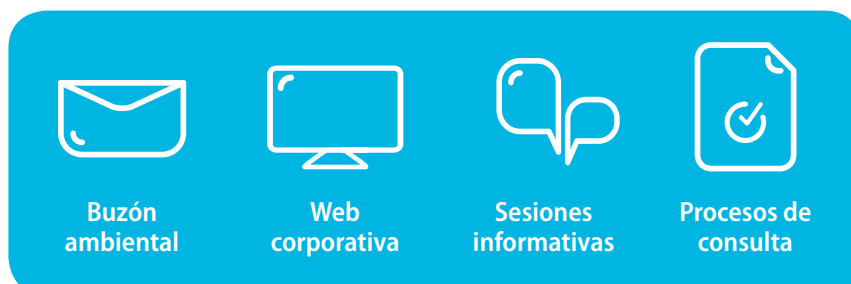 Buzón
ambiental
Web
corporativa
Sesiones
informativas
Procesos de
consulta